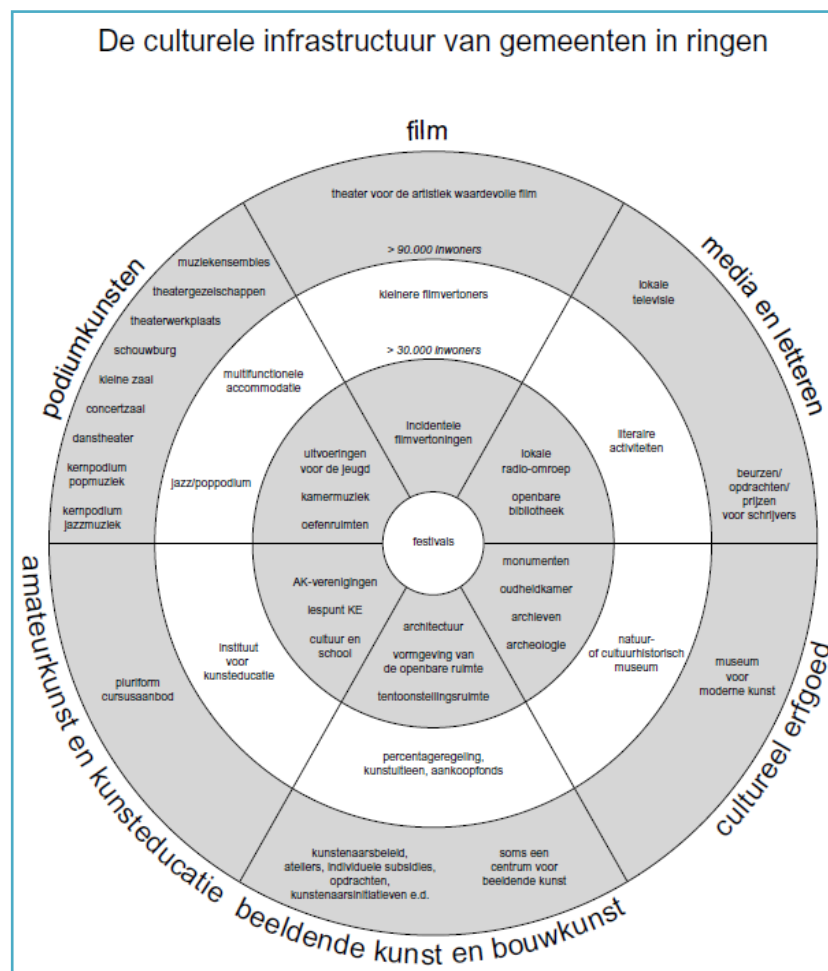 De culturele infrastructuur van gemeenten in ringen
film
theater voor de artistiek waardevolle film
> 90.000 inwoners
kleinere filmvertoners
> 30.000 inwoners
incidentele
filmvertoningen
media en letteren
lokale
televisie
beurzen/
opdrachten/
prijzen
voor schrijvers
literaire
activiteiten
lokale
radio-omroep
openbare
bibliotheek
podiumkunsten
muziekensembles
theatergezelschappen
theaterwerkplaats
schouwburg
kleine zaal
concertzaal
danstheater
kernpodium
popmuziek
kernpodium
jazzmuziek
multifunctionele
accommodatie
jazz/poppodium
uitvoeringen
voor de jeugd
kamermuziek
oefenruimten
festivals
amateurkunst en kunsteducatie
pluriform
cursusaanbod
instituut
voor
kunsteducatie
AK-verenigingen
lespunt KE
cultuur en
school
architectuur
vormgeving van
de openbare ruimte
tentoonstellingsruimte
percentageregeling,
kunstuitleen, aankoopfonds
kunstenaarsbeleid,
ateliers, individuele subsidies,
opdrachten,
kunstenaarsinitiatieven e.d.
soms een
centrum voor
beeldende kunst
beeldende kunst en bouwkunst
monumenten
oudheidkamer
archieven
archeologie
natuur-
of cultuurhistorisch
museum
museum
voor
moderne kunst
cultureel erfgoed